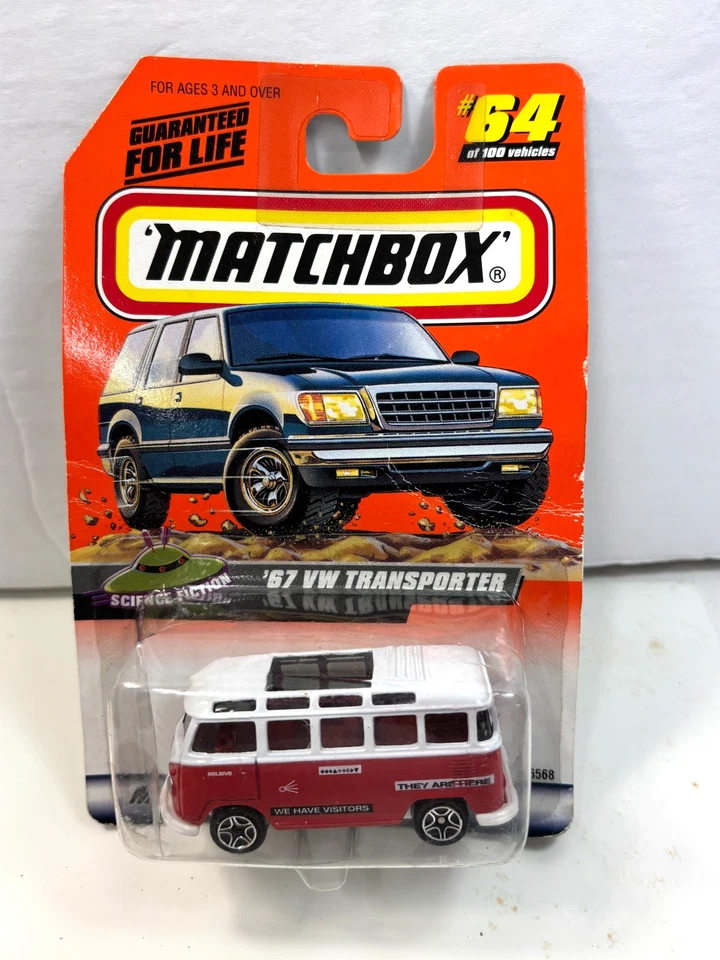 FOR AGES 3 AND OVER
GUARANTEED
FOR LIFE
#64
of 100 vehicles
'MATCHBOX'®
'67 VW TRANSPORTER
SCIENCE FICTION
BELIEVE
WE HAVE VISITORS
THEY ARE HERE
6568